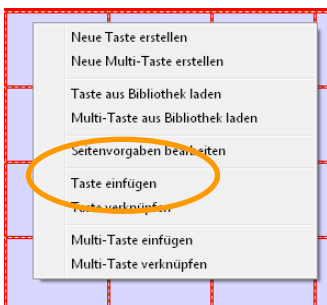 Neue Taste erstellen
Neue Multi-Taste erstellen
Taste aus Bibliothek laden
Multi-Taste aus Bibliothek laden
Seitenvorgaben bearbeiten
Taste einfügen
Taste verknüpfen
Multi-Taste einfügen
Multi-Taste verknüpfen